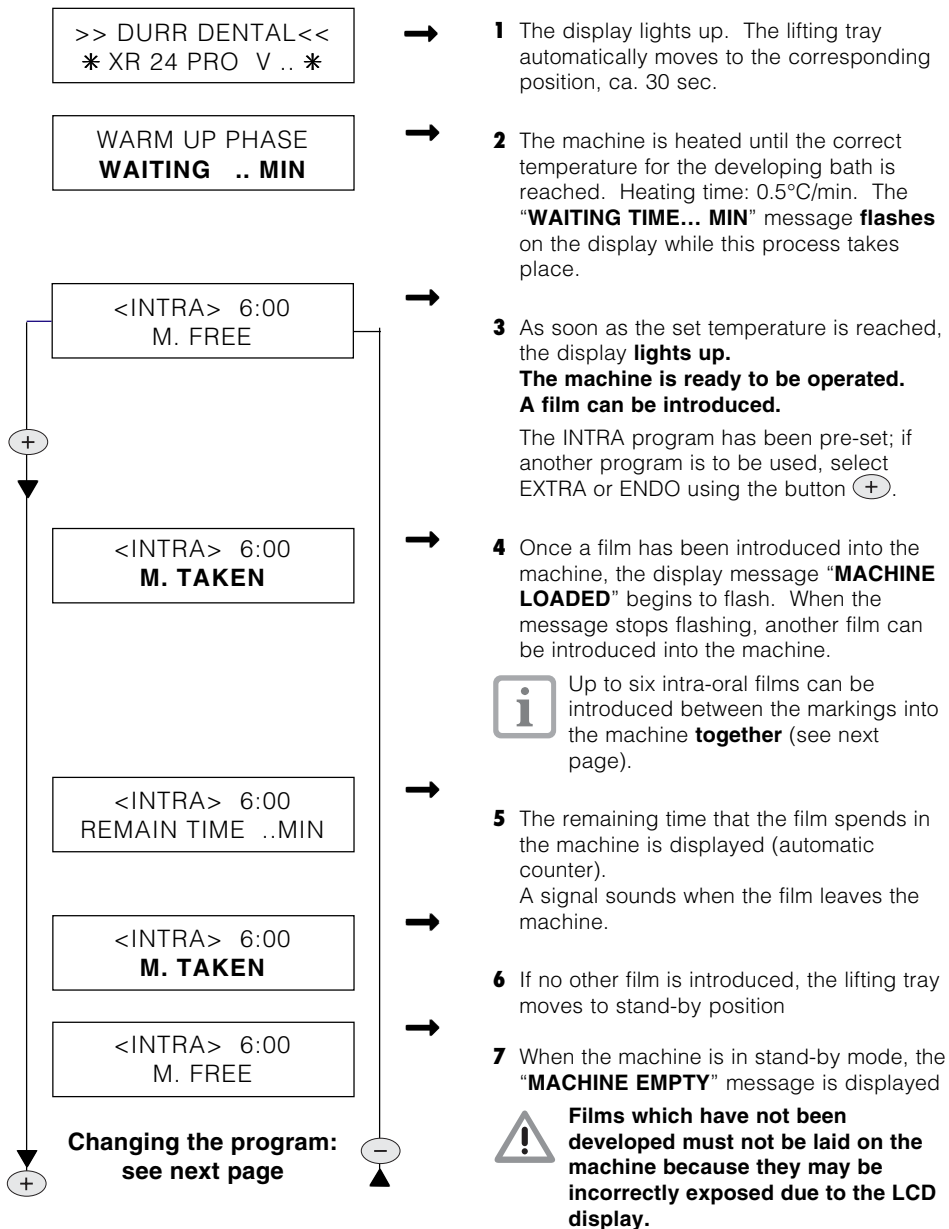 >> DURR DENTAL<<
✱ XR 24 PRO V .. ✱
1 The display lights up. The lifting tray
automatically moves to the corresponding
position, ca. 30 sec.
WARM UP PHASE
WAITING .. MIN
2 The machine is heated until the correct
temperature for the developing bath is
reached. Heating time: 0.5°C/min. The
“WAITING TIME... MIN” message flashes
on the display while this process takes
place.
<INTRA> 6:00
M. FREE
3 As soon as the set temperature is reached,
the display lights up.
The machine is ready to be operated.
A film can be introduced.
The INTRA program has been pre-set; if
another program is to be used, select
EXTRA or ENDO using the button +.
+
<INTRA> 6:00
M. TAKEN
4 Once a film has been introduced into the
machine, the display message “MACHINE
LOADED” begins to flash. When the
message stops flashing, another film can
be introduced into the machine.
i
Up to six intra-oral films can be
introduced between the markings into
the machine together (see next
page).
<INTRA> 6:00
REMAIN TIME ..MIN
5 The remaining time that the film spends in
the machine is displayed (automatic
counter).
A signal sounds when the film leaves the
machine.
<INTRA> 6:00
M. TAKEN
6 If no other film is introduced, the lifting tray
moves to stand-by position
<INTRA> 6:00
M. FREE
7 When the machine is in stand-by mode, the
“MACHINE EMPTY” message is displayed
!
Films which have not been
developed must not be laid on the
machine because they may be
incorrectly exposed due to the LCD
display.
Changing the program:
see next page
+
−